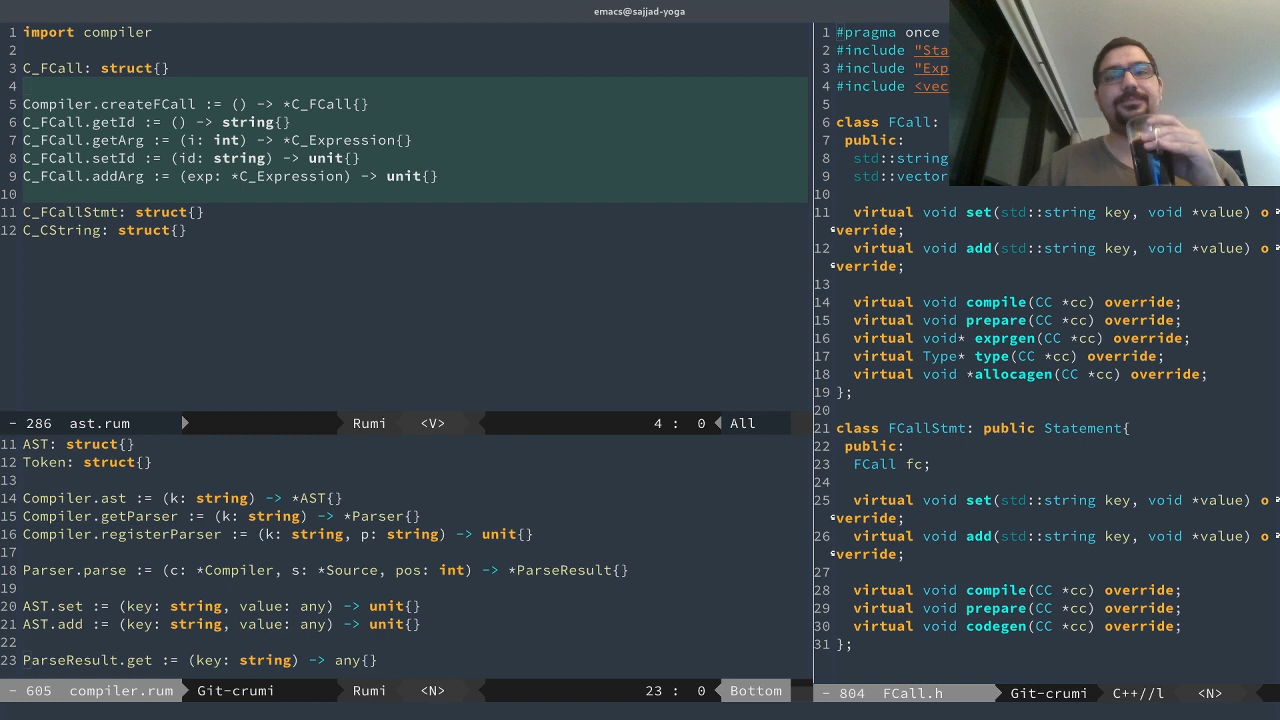 emacs@sajjad-yoga
1 import compiler
2
3 C_FCall: struct{}
4
5 Compiler.createFCall := () -> *C_FCall{}
6 C_FCall.getId := () -> string{}
7 C_FCall.getArg := (i: int) -> *C_Expression{}
8 C_FCall.setId := (id: string) -> unit{}
9 C_FCall.addArg := (exp: *C_Expression) -> unit{}
10
11 C_FCallStmt: struct{}
12 C_CString: struct{}
- 286 ast.rum Rumi <V> 4 : 0 All
11 AST: struct{}
12 Token: struct{}
13
14 Compiler.ast := (k: string) -> *AST{}
15 Compiler.getParser := (k: string) -> *Parser{}
16 Compiler.registerParser := (k: string, p: string) -> unit{}
17
18 Parser.parse := (c: *Compiler, s: *Source, pos: int) -> *ParseResult{}
19
20 AST.set := (key: string, value: any) -> unit{}
21 AST.add := (key: string, value: any) -> unit{}
22
23 ParseResult.get := (key: string) -> any{}
- 605 compiler.rum Git-crumi Rumi <N> 23 : 0 Bottom
1 #pragma once
2 #include "Sta
3 #include "Exp
4 #include <vec
5
6 class FCall:
7 public:
8 std::string
9 std::vector
10
11 virtual void set(std::string key, void *value) o
verride;
12 virtual void add(std::string key, void *value) o
verride;
13
14 virtual void compile(CC *cc) override;
15 virtual void prepare(CC *cc) override;
16 virtual void* exprgen(CC *cc) override;
17 virtual Type* type(CC *cc) override;
18 virtual void *allocagen(CC *cc) override;
19 };
20
21 class FCallStmt: public Statement{
22 public:
23 FCall fc;
24
25 virtual void set(std::string key, void *value) o
verride;
26 virtual void add(std::string key, void *value) o
verride;
27
28 virtual void compile(CC *cc) override;
29 virtual void prepare(CC *cc) override;
30 virtual void codegen(CC *cc) override;
31 };
- 804 FCall.h Git-crumi C++//l <N>